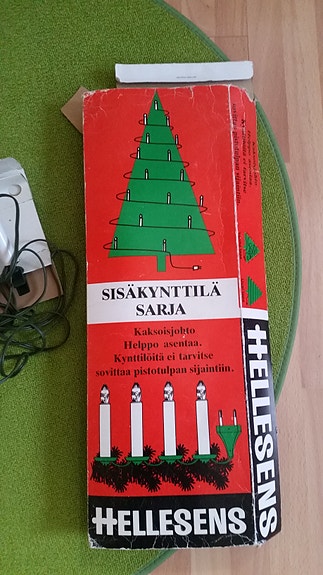 SISÄKYNTTILÄ
SARJA
Kaksoisjohto
Helppo asentaa.
Kynttilöitä ei tarvitse
sovittaa pistotulpan sijaintiin.
HELLESENS
HELLESENS